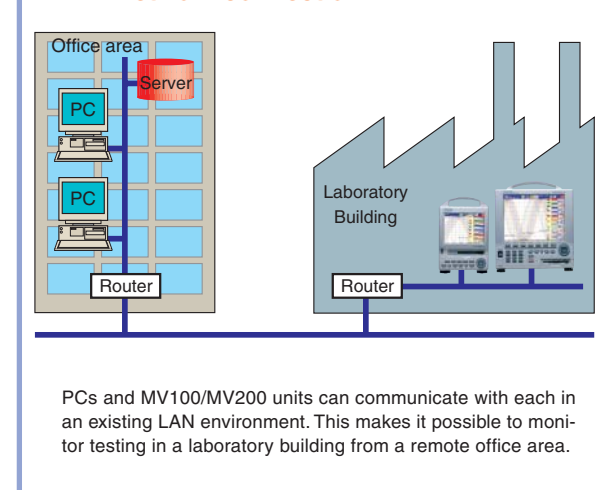 Office area
Server
PC
PC
Router
Laboratory
Building
Router
PCs and MV100/MV200 units can communicate with each in
an existing LAN environment. This makes it possible to moni-
tor testing in a laboratory building from a remote office area.